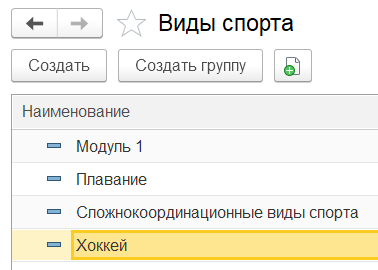 Виды спорта
Создать Создать группу
Наименование
Модуль 1
Плавание
Сложнокоординационные виды спорта
Хоккей